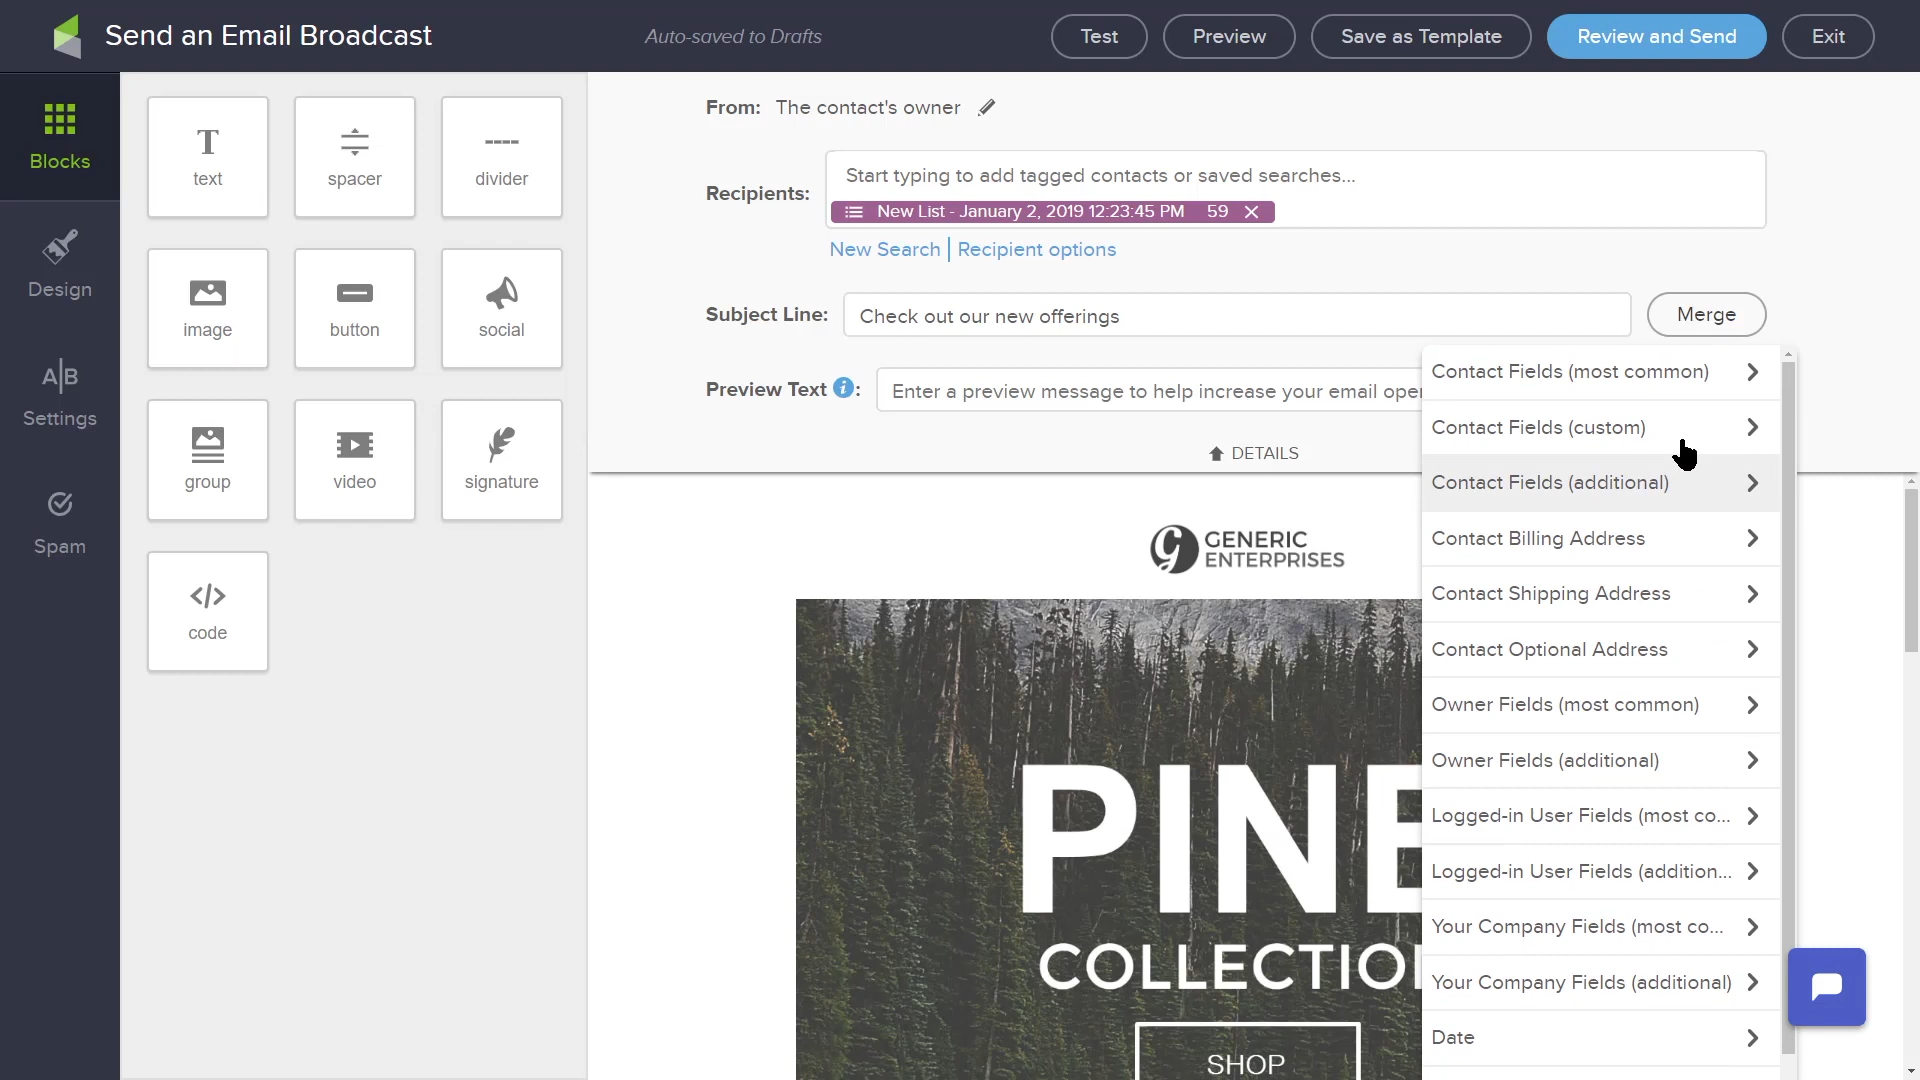 Send an Email Broadcast
Auto-saved to Drafts
Test
Preview
Save as Template
Review and Send
Exit
Blocks
Design
A|B
Settings
Spam
T
text
spacer
divider
image
button
social
group
video
signature
</>
code
From: The contact's owner
Recipients:
Start typing to add tagged contacts or saved searches...
New List - January 2, 2019 12:23:45 PM 59
New Search | Recipient options
Subject Line: Check out our new offerings
Merge
Preview Text i : Enter a preview message to help increase your email oper
DETAILS
Contact Fields (most common)
Contact Fields (custom)
Contact Fields (additional)
Contact Billing Address
Contact Shipping Address
Contact Optional Address
Owner Fields (most common)
Owner Fields (additional)
Logged-in User Fields (most co...
Logged-in User Fields (addition...
Your Company Fields (most co...
Your Company Fields (additional)
Date
g GENERIC
ENTERPRISES
PINE
COLLECTIO
SHOP